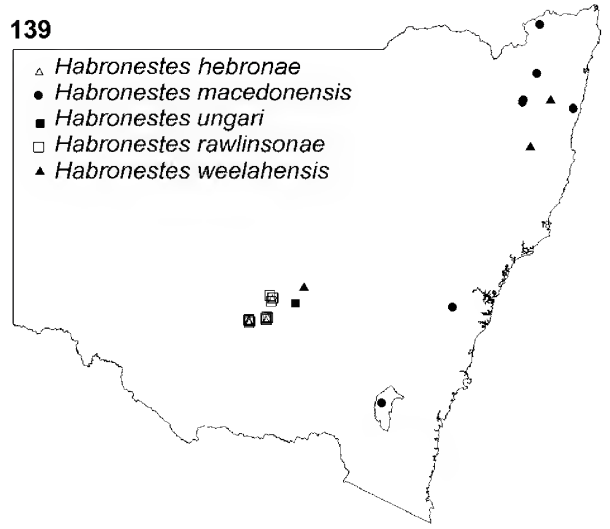 139
△ Habronestes hebronae
● Habronestes macedonensis
■ Habronestes ungari
□ Habronestes rawlinsonae
▲ Habronestes weelahensis